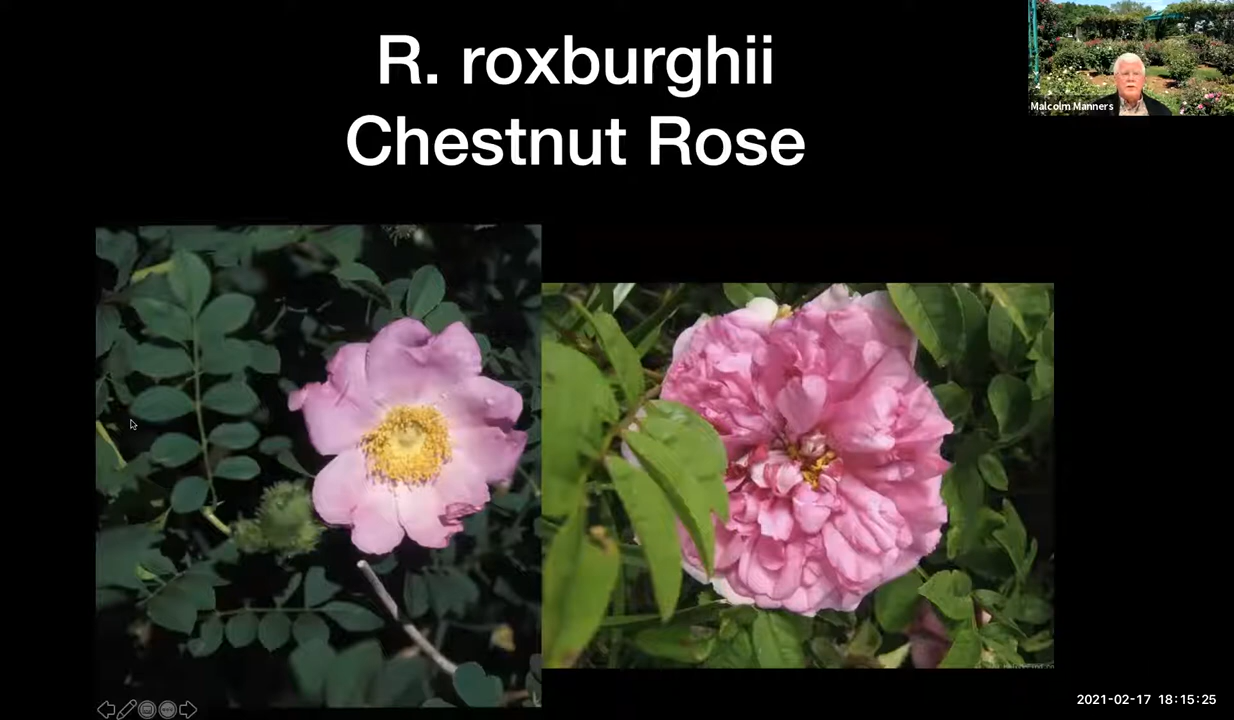 R. roxburghii
Chestnut Rose
Malcolm Manners
2021-02-17 18:15:25